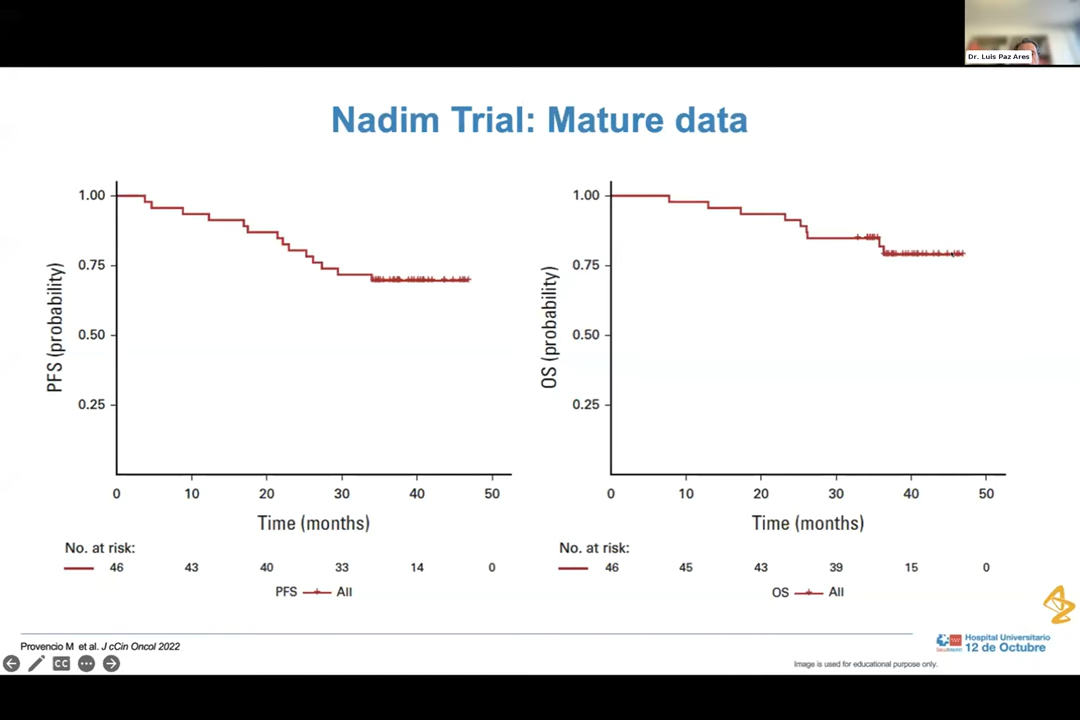 Dr. Luis Paz Ares
Nadim Trial: Mature data
PFS (probability)
1.00
0.75
0.50
0.25
0 10 20 30 40 50
Time (months)
No. at risk:
46 43 40 33 14 0
PFS All
OS (probability)
1.00
0.75
0.50
0.25
0 10 20 30 40 50
Time (months)
No. at risk:
46 45 43 39 15 0
OS All
Provencio M et al. J cCin Oncol 2022
CC
SaludMadrid
Hospital Universitario
12 de Octubre
Image is used for educational purpose only.